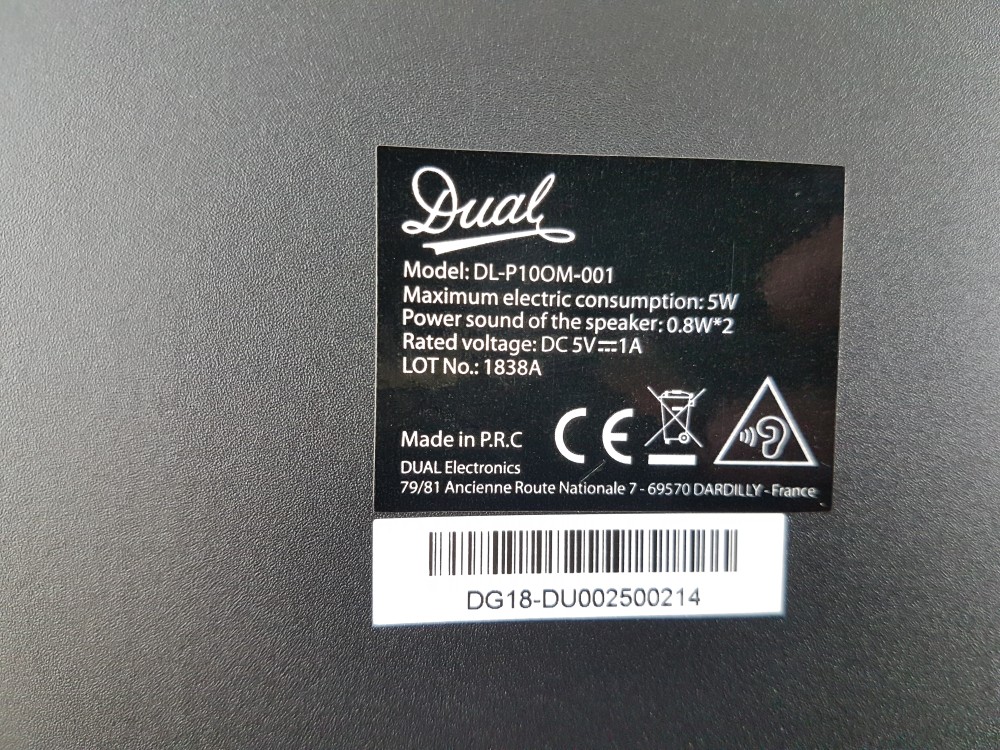 Dual
Model: DL-P10OM-001
Maximum electric consumption: 5W
Power sound of the speaker: 0.8W*2
Rated voltage: DC 5V⎓1A
LOT No.: 1838A
Made in P.R.C
CE
DUAL Electronics
79/81 Ancienne Route Nationale 7 - 69570 DARDILLY - France
DG18-DU002500214